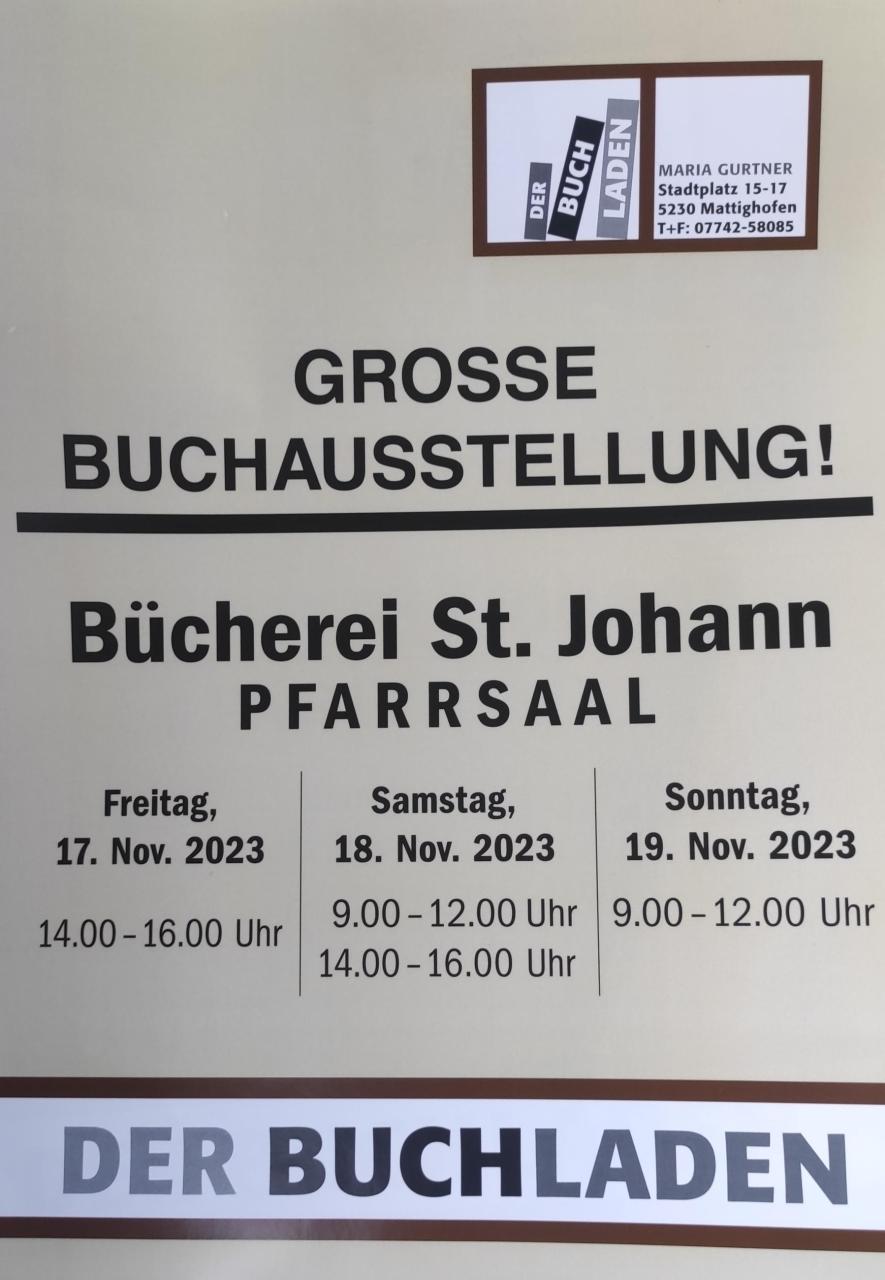 DER
BUCH
LADEN
MARIA GURTNER
Stadtplatz 15-17
5230 Mattighofen
T+F: 07742-58085
GROSSE
BUCHAUSSTELLUNG!
Bücherei St. Johann
PFARRSAAL
Freitag,
17. Nov. 2023
14.00 – 16.00 Uhr
Samstag,
18. Nov. 2023
9.00 – 12.00 Uhr
14.00 – 16.00 Uhr
Sonntag,
19. Nov. 2023
9.00 – 12.00 Uhr
DER BUCHLADEN